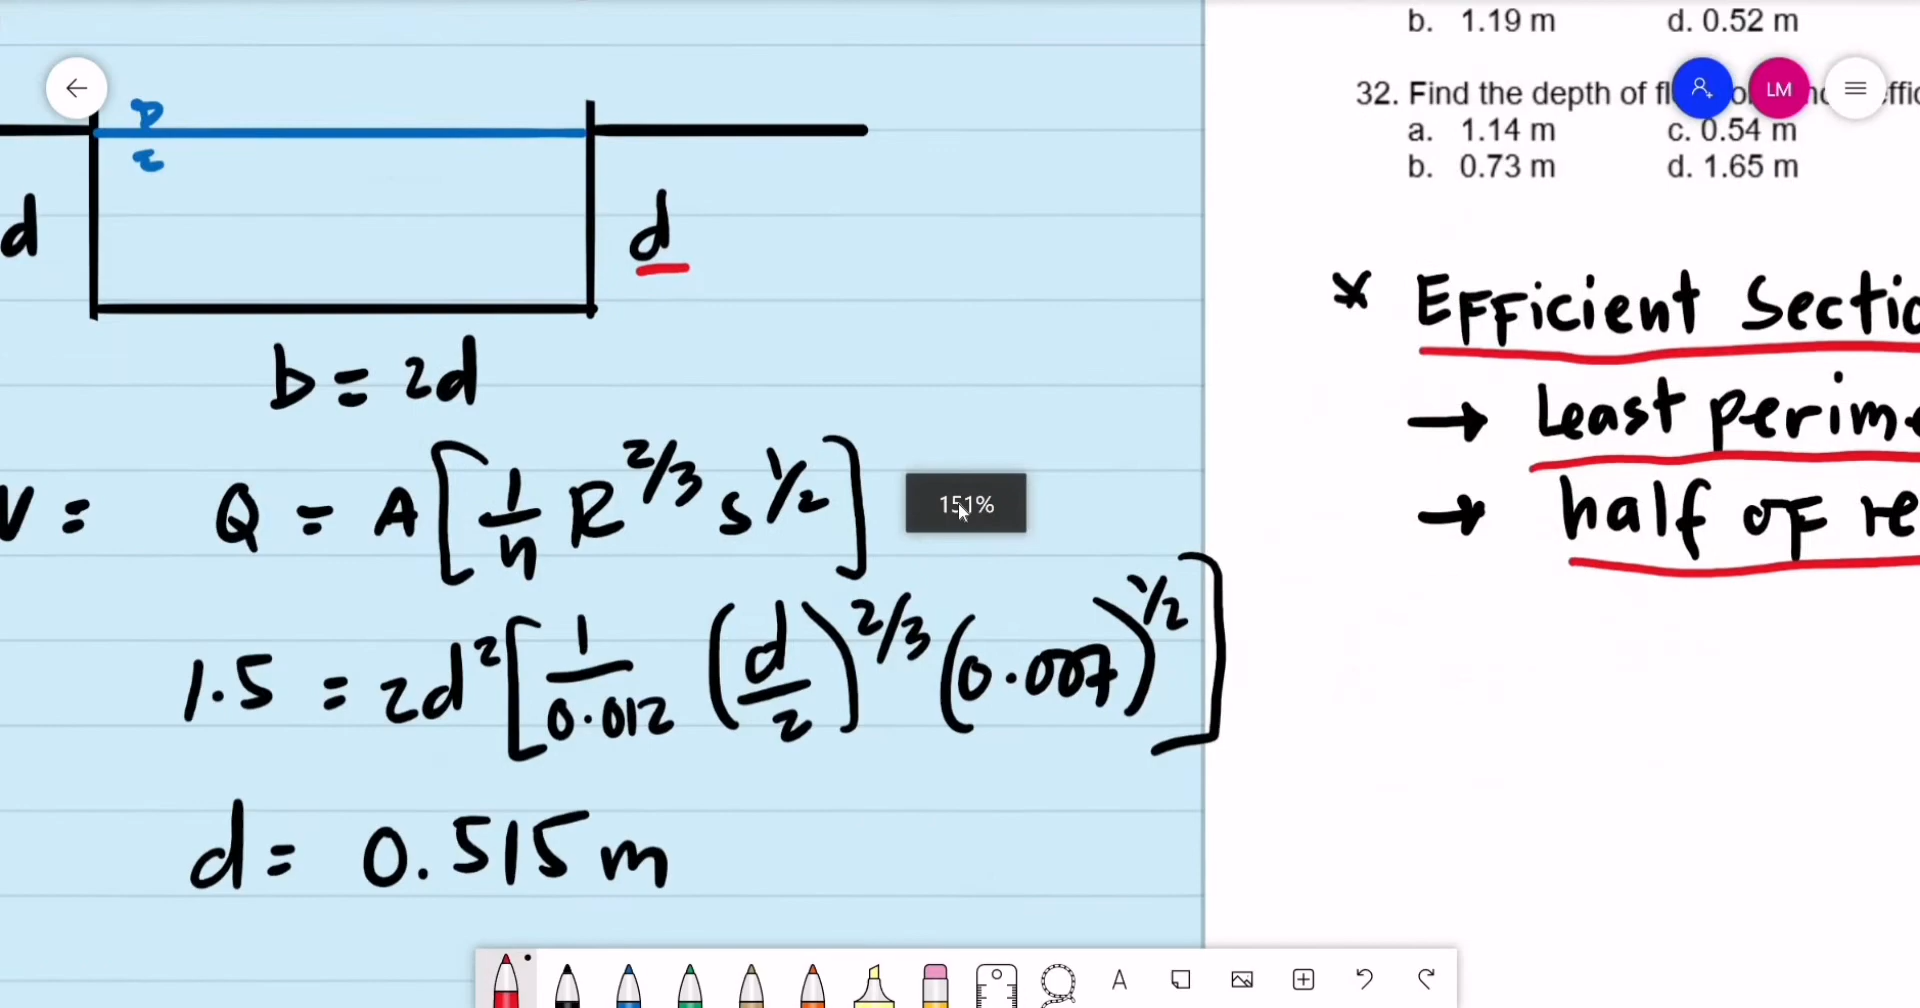 d
d
b = 2d
V =
Q = A[1/n R^2/3 s^1/2]
151%
1.5 = 2d²[1/0.012 (d/2)^2/3 (0.007)^1/2]
d = 0.515 m
b. 1.19 m d. 0.52 m
32. Find the depth of
a. 1.14 m c. 0.54 m
b. 0.73 m d. 1.65 m
LM
* Efficient Sectio
→ Least perime
→ half of re
A